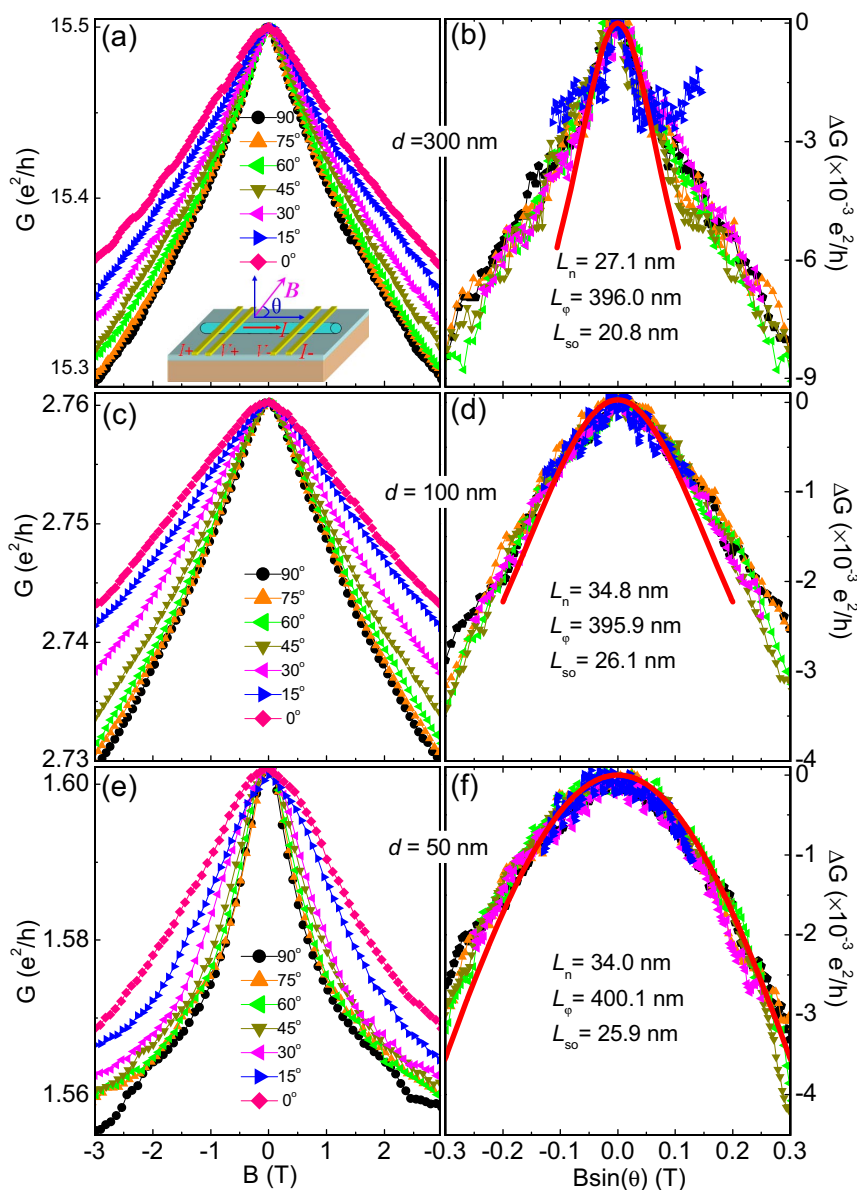 (a)
15.5
15.4
15.3
G (e²/h)
90°
75°
60°
45°
30°
15°
0°
B
θ
I
I+ V+ V- I-
d =300 nm
(b)
0
-3
-6
-9
ΔG (×10⁻³ e²/h)
Lₙ = 27.1 nm
L_φ = 396.0 nm
L_so = 20.8 nm
(c)
2.76
2.75
2.74
2.73
G (e²/h)
90°
75°
60°
45°
30°
15°
0°
d = 100 nm
(d)
0
-1
-2
-3
-4
ΔG (×10⁻³ e²/h)
Lₙ = 34.8 nm
L_φ = 395.9 nm
L_so = 26.1 nm
(e)
1.60
1.58
1.56
G (e²/h)
90°
75°
60°
45°
30°
15°
0°
d = 50 nm
-3 -2 -1 0 1 2
B (T)
(f)
0
-1
-2
-3
-4
ΔG (×10⁻³ e²/h)
Lₙ = 34.0 nm
L_φ = 400.1 nm
L_so = 25.9 nm
-0.3 -0.2 -0.1 0.0 0.1 0.2 0.3
Bsin(θ) (T)